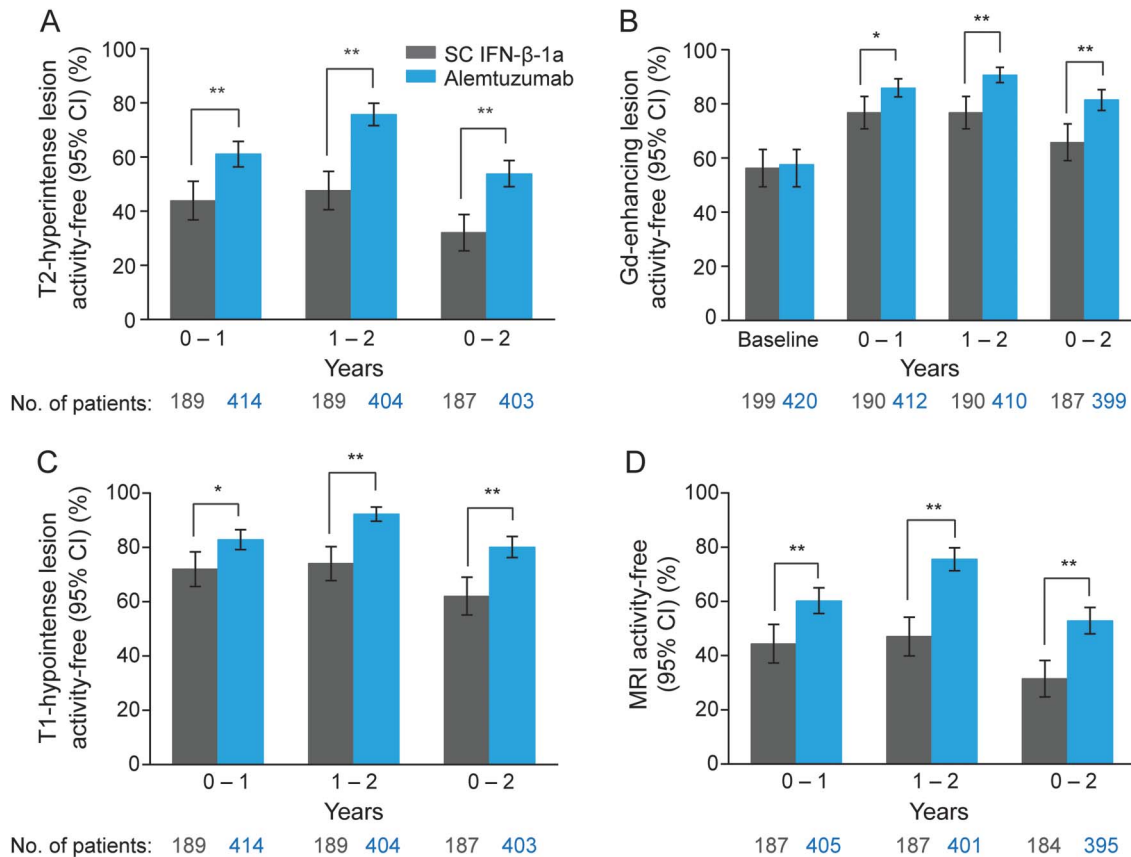 A
T2-hyperintense lesion
activity-free (95% CI) (%)
100
80
60
40
20
0
**
**
**
SC IFN-β-1a
Alemtuzumab
0 – 1
1 – 2
0 – 2
Years
No. of patients: 189 414 189 404 187 403
B
Gd-enhancing lesion
activity-free (95% CI) (%)
100
80
60
40
20
0
*
**
**
Baseline
0 – 1
1 – 2
0 – 2
Years
199 420 190 412 190 410 187 399
C
T1-hypointense lesion
activity-free (95% CI) (%)
100
80
60
40
20
0
*
**
**
0 – 1
1 – 2
0 – 2
Years
No. of patients: 189 414 189 404 187 403
D
MRI activity-free
(95% CI) (%)
100
80
60
40
20
0
**
**
**
0 – 1
1 – 2
0 – 2
Years
187 405 187 401 184 395